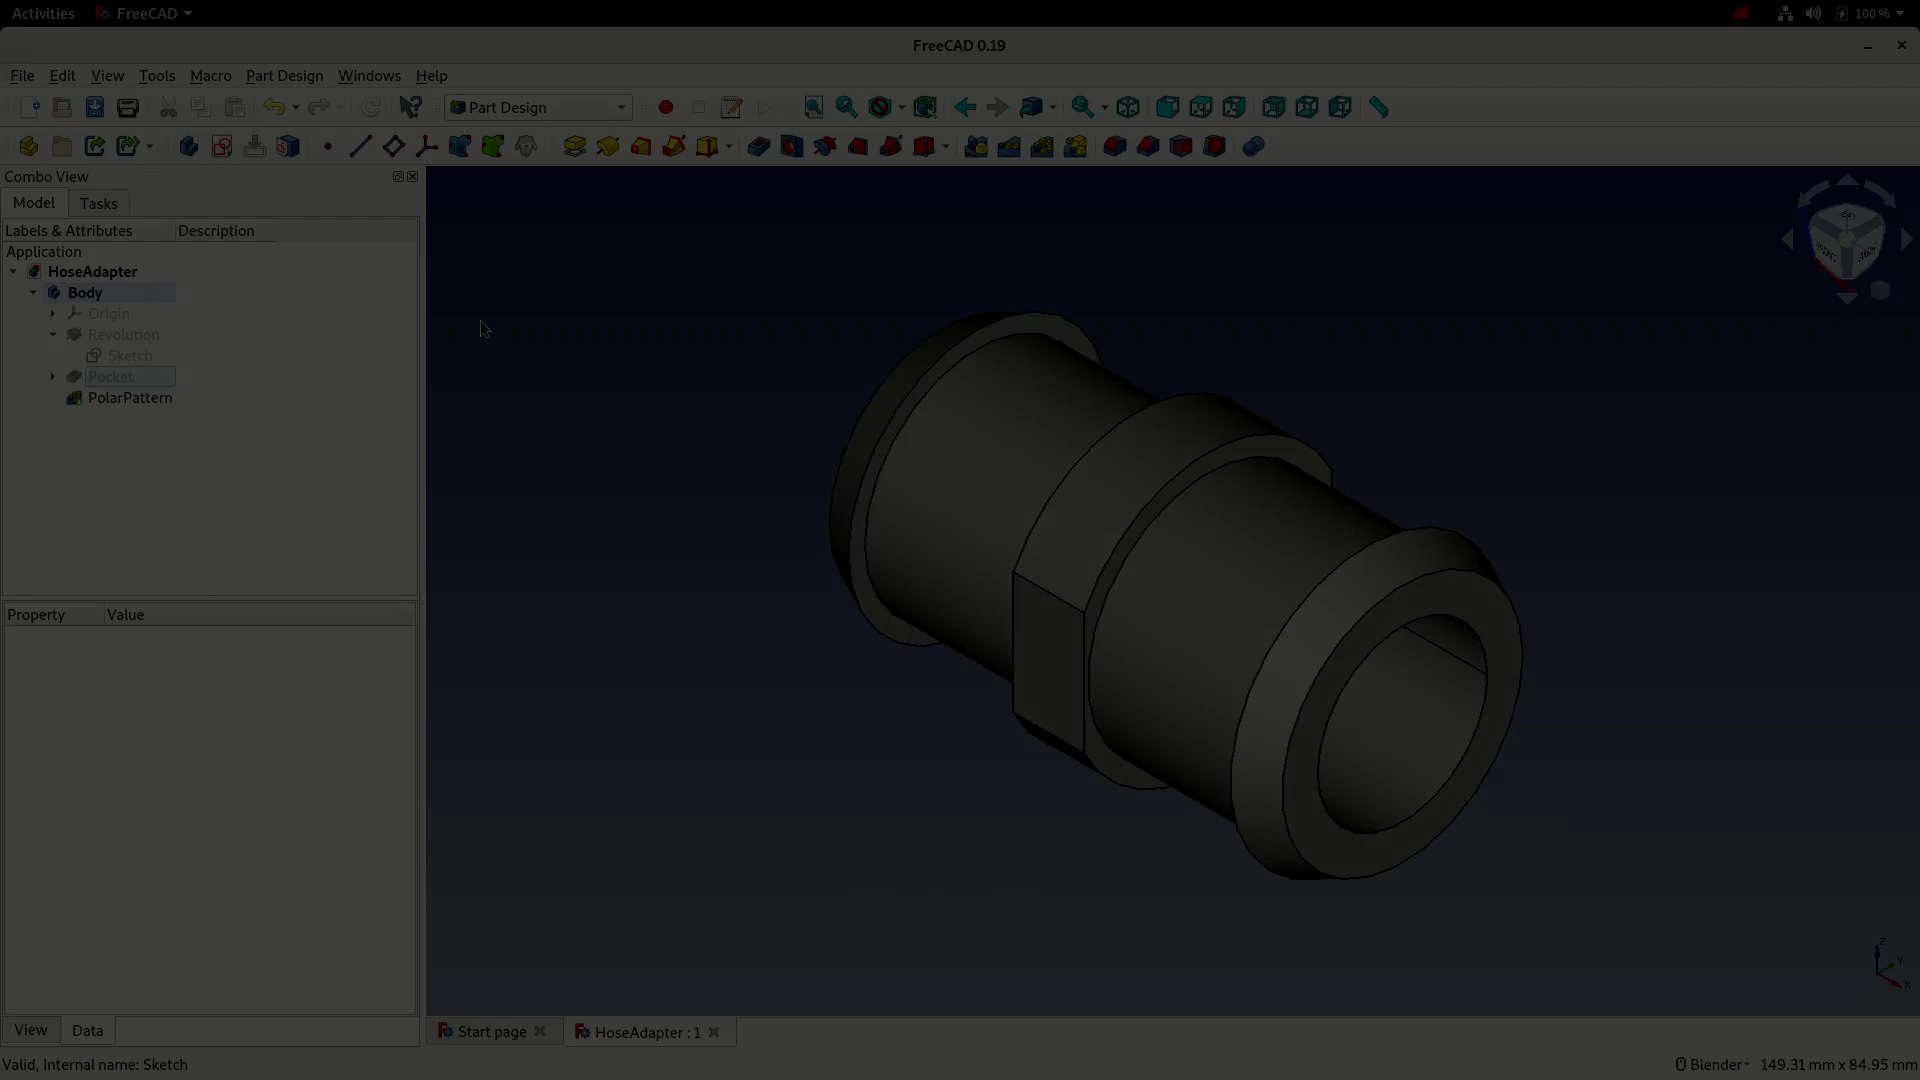 Activities FreeCAD 100 %
FreeCAD 0.19
File Edit View Tools Macro Part Design Windows Help
Part Design
Combo View
Model Tasks
Labels & Attributes Description
Application
HoseAdapter
Body
Origin
Revolution
Sketch
Pocket
PolarPattern
Property Value
Z
Y
X
View Data
Start page HoseAdapter : 1
Valid, Internal name: Sketch
Blender 149.31 mm x 84.95 mm